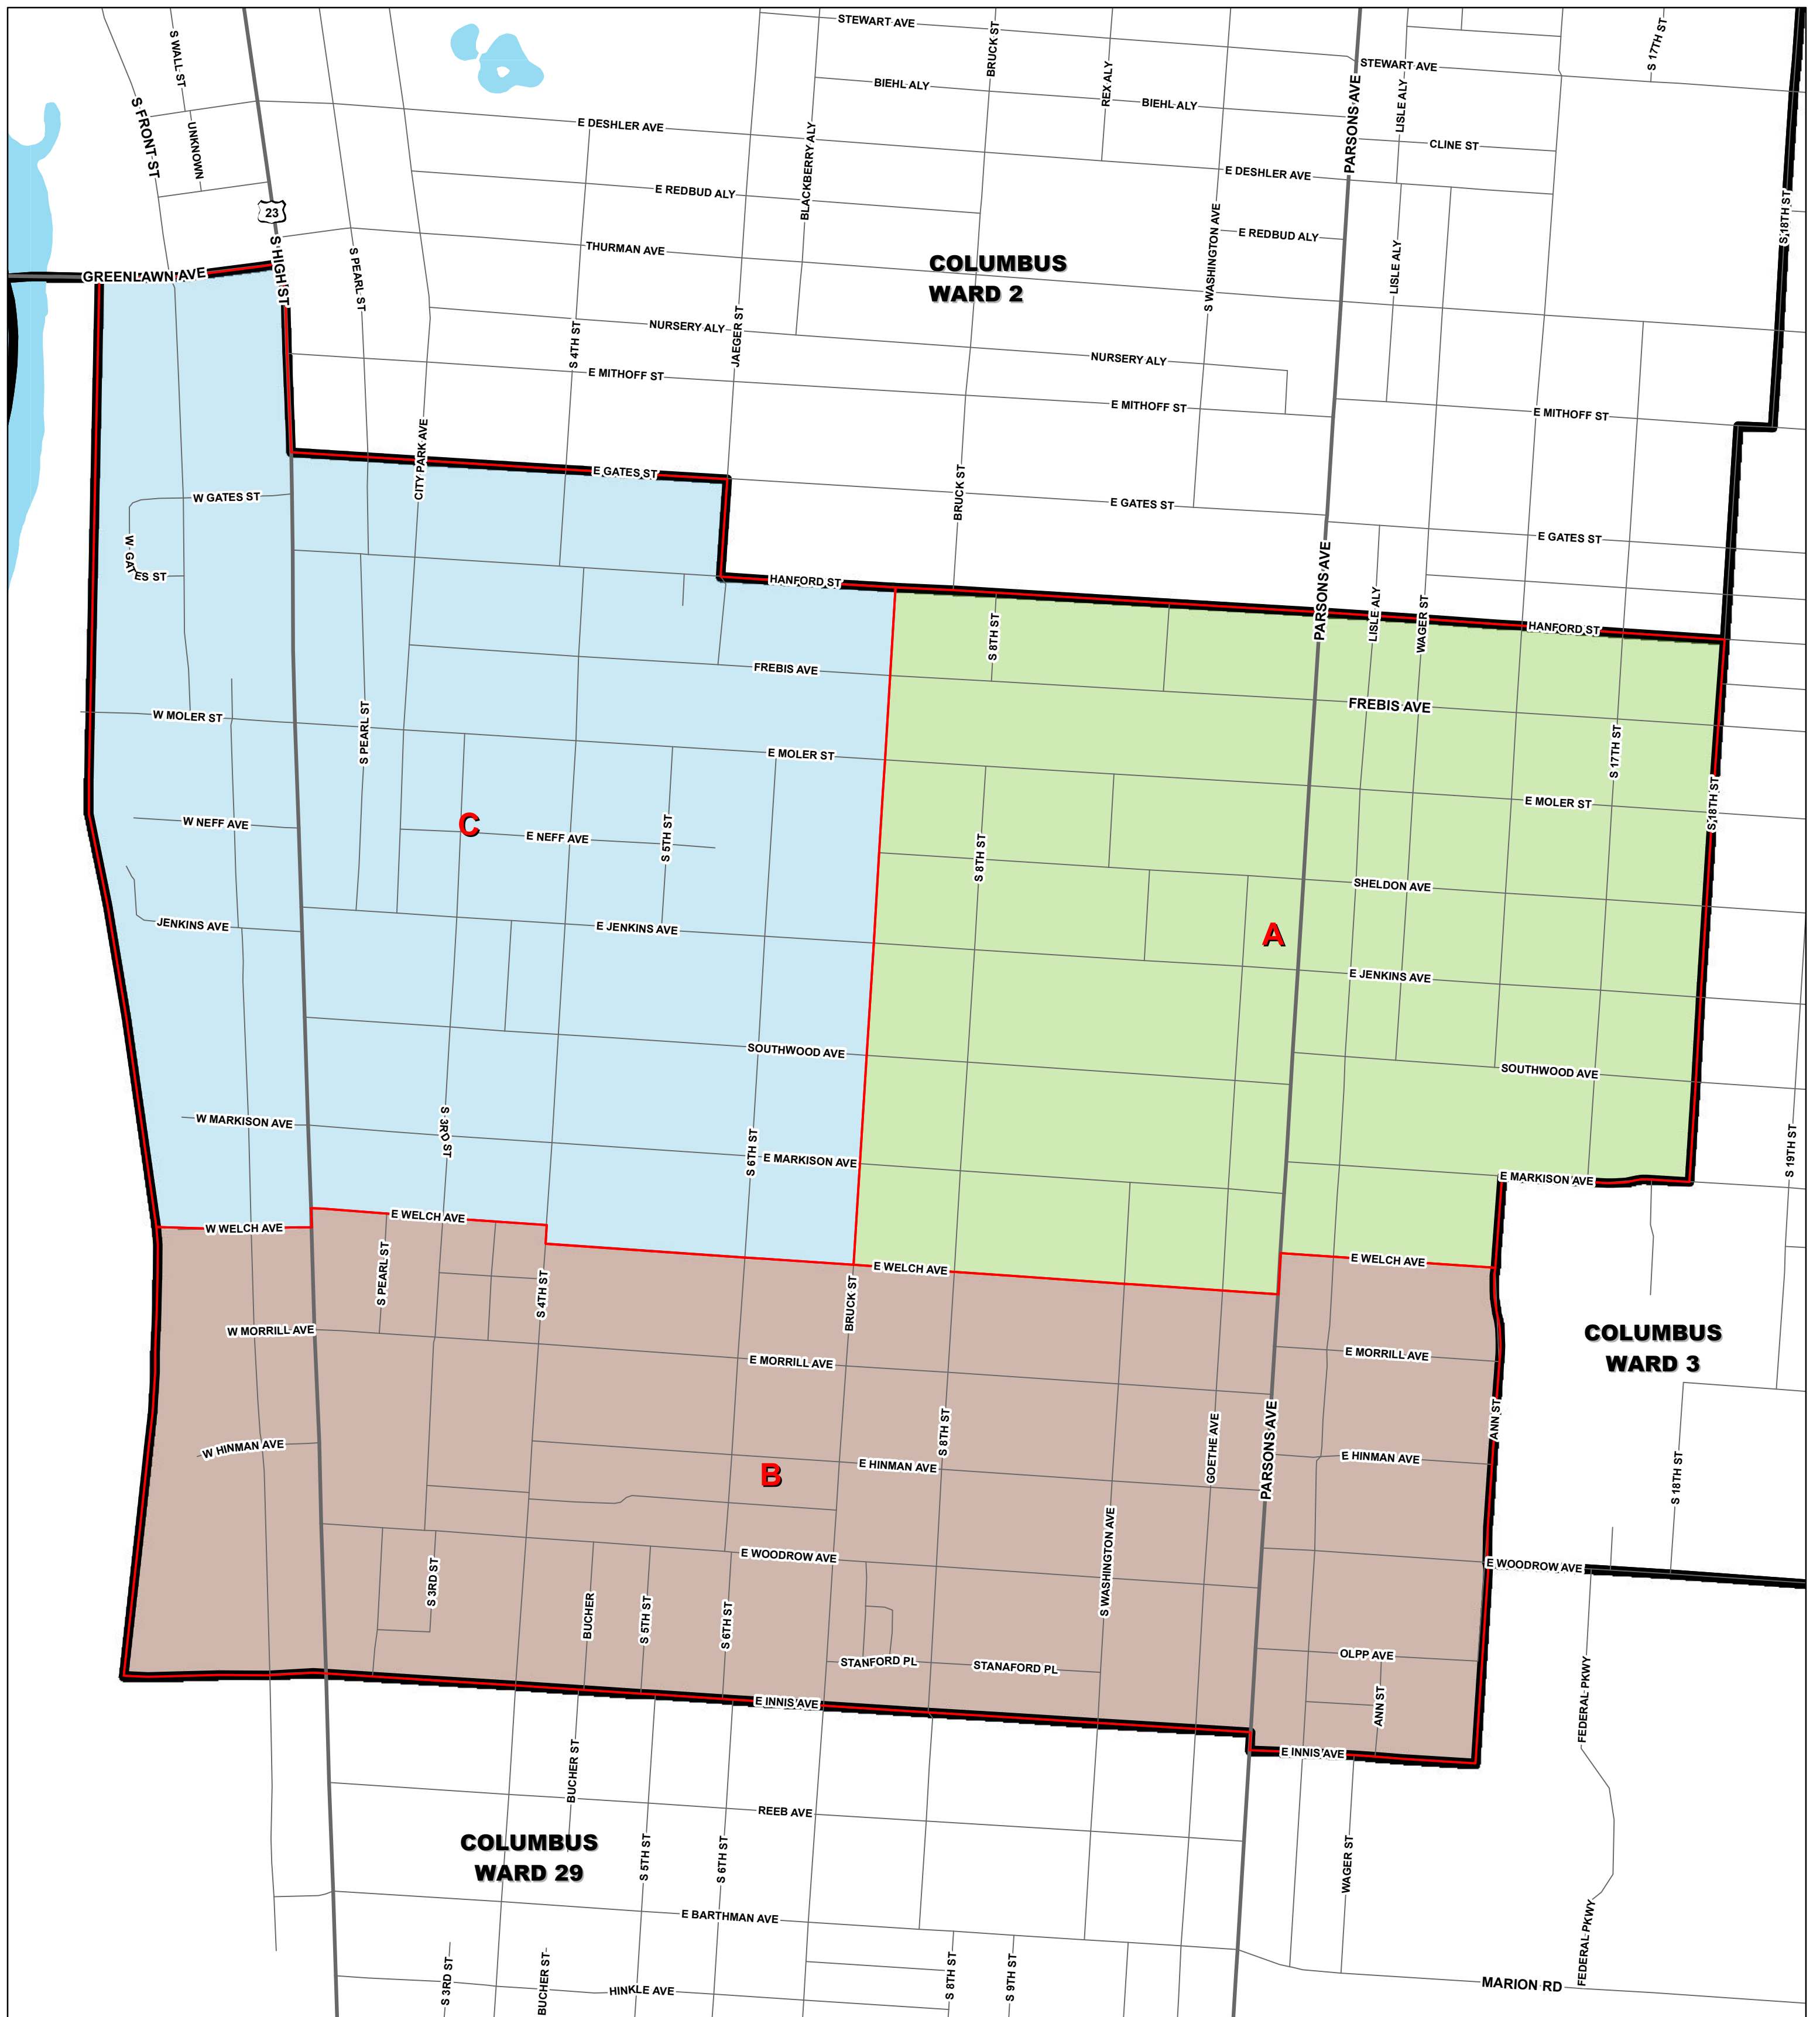 STEWART AVE
S WALL ST
BRUCK ST
S 17TH ST
STEWART AVE
BIEHL ALY
REX ALY
BIEHL ALY
LISLE ALY
PARSONS AVE
S FRONT ST
UNKNOWN
E DESHLER AVE
BLACKBERRY ALY
CLINE ST
E DESHLER AVE
E REDBUD ALY
23
S HIGH ST
S PEARL ST
THURMAN AVE
S WASHINGTON AVE
E REDBUD ALY
LISLE ALY
S 18TH ST
COLUMBUS
WARD 2
GREENLAWN AVE
NURSERY ALY
S 4TH ST
JAEGER ST
NURSERY ALY
E MITHOFF ST
E MITHOFF ST
E MITHOFF ST
CITY PARK AVE
E GATES ST
W GATES ST
BRUCK ST
E GATES ST
E GATES ST
W GATES ST
HANFORD ST
PARSONS AVE
LISLE ALY
WAGER ST
HANFORD ST
S 8TH ST
FREBIS AVE
FREBIS AVE
W MOLER ST
S PEARL ST
E MOLER ST
S 17TH ST
E MOLER ST
S 18TH ST
W NEFF AVE
C
E NEFF AVE
S 5TH ST
S 8TH ST
SHELDON AVE
JENKINS AVE
E JENKINS AVE
A
E JENKINS AVE
SOUTHWOOD AVE
SOUTHWOOD AVE
W MARKISON AVE
S 3RD ST
S 6TH ST
E MARKISON AVE
E MARKISON AVE
S 19TH ST
W WELCH AVE
E WELCH AVE
E WELCH AVE
E WELCH AVE
S PEARL ST
S 4TH ST
BRUCK ST
W MORRILL AVE
E MORRILL AVE
E MORRILL AVE
COLUMBUS
WARD 3
ANN ST
W HINMAN AVE
B
E HINMAN AVE
S 8TH ST
GOETHE AVE
PARSONS AVE
E HINMAN AVE
S 18TH ST
E WOODROW AVE
S WASHINGTON AVE
E WOODROW AVE
S 3RD ST
BUCHER
S 5TH ST
S 6TH ST
STANFORD PL
STANAFORD PL
OLPP AVE
ANN ST
FEDERAL PKWY
E INNIS AVE
E INNIS AVE
BUCHER ST
REEB AVE
COLUMBUS
WARD 29
S 5TH ST
S 6TH ST
WAGER ST
E BARTHMAN AVE
FEDERAL PKWY
S 3RD ST
BUCHER ST
HINKLE AVE
S 8TH ST
S 9TH ST
MARION RD